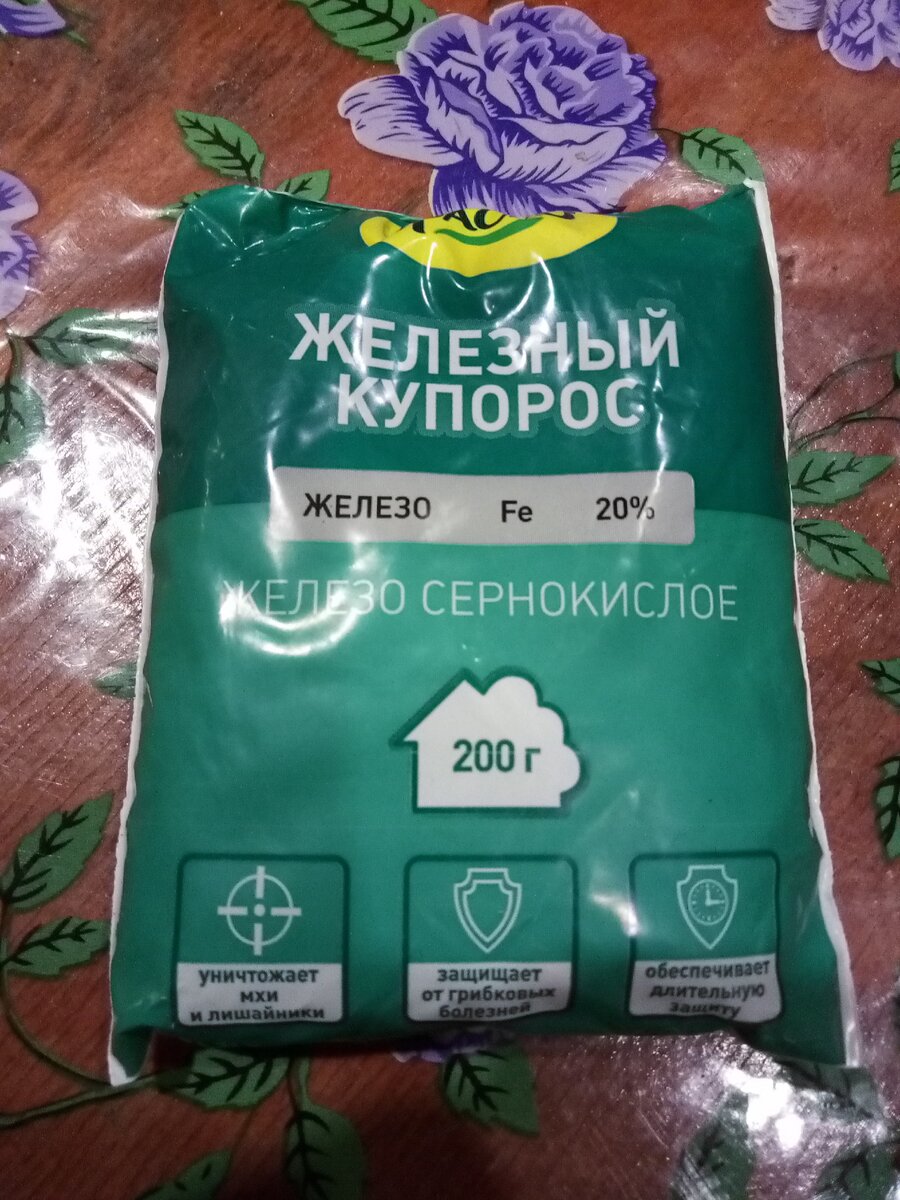 ЖЕЛЕЗНЫЙ
КУПОРОС
ЖЕЛЕЗО Fe 20%
ЖЕЛЕЗО СЕРНОКИСЛОЕ
200 г
уничтожает
мхи
и лишайники
защищает
от грибковых
болезней
обеспечивает
длительную
защиту